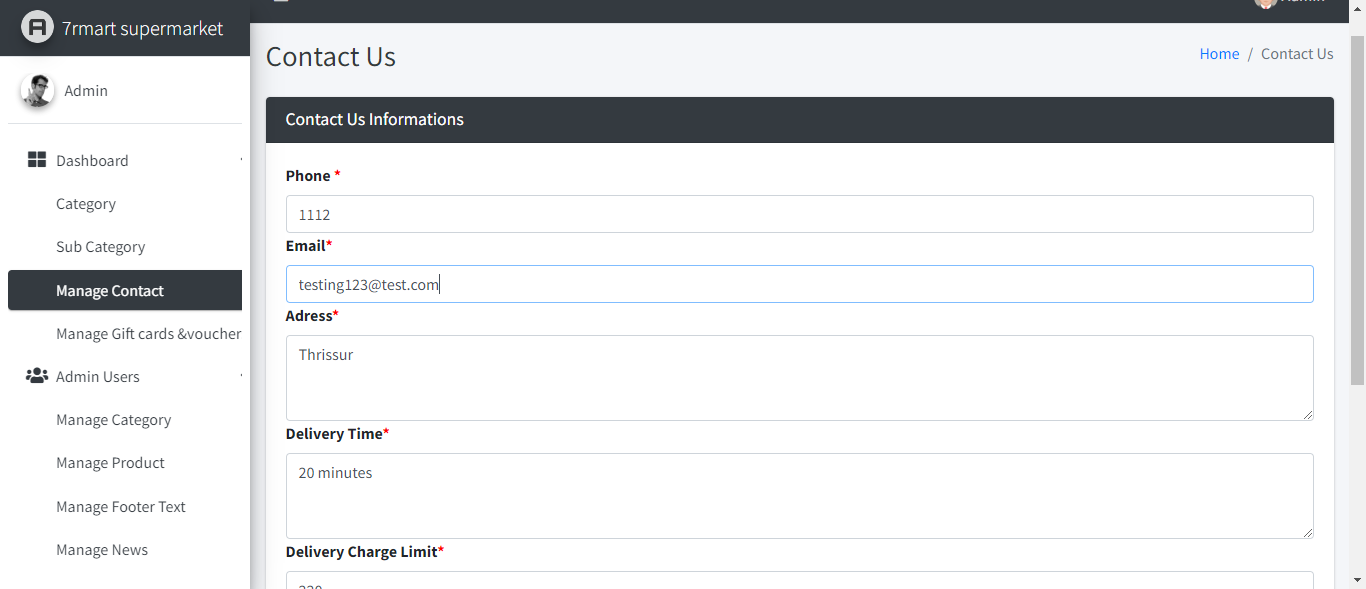 7rmart supermarket
Admin
Dashboard
Category
Sub Category
Manage Contact
Manage Gift cards &voucher
Admin Users
Manage Category
Manage Product
Manage Footer Text
Manage News
Contact Us
Home / Contact Us
Contact Us Informations
Phone *
1112
Email*
testing123@test.com
Adress*
Thrissur
Delivery Time*
20 minutes
Delivery Charge Limit*